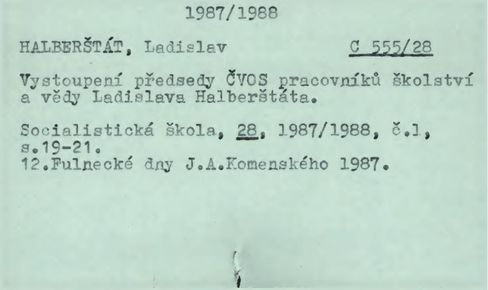 1987/1988
HALBERŠTÁT, Ladislav C 555/28
Vystoupení předsedy ČVOS pracovníků školství
a vědy Ladislava Halberštáta.
Socialistická škola, 28, 1987/1988, č.1,
s.19-21.
12.Fulnecké dny J.A.Komenského 1987.